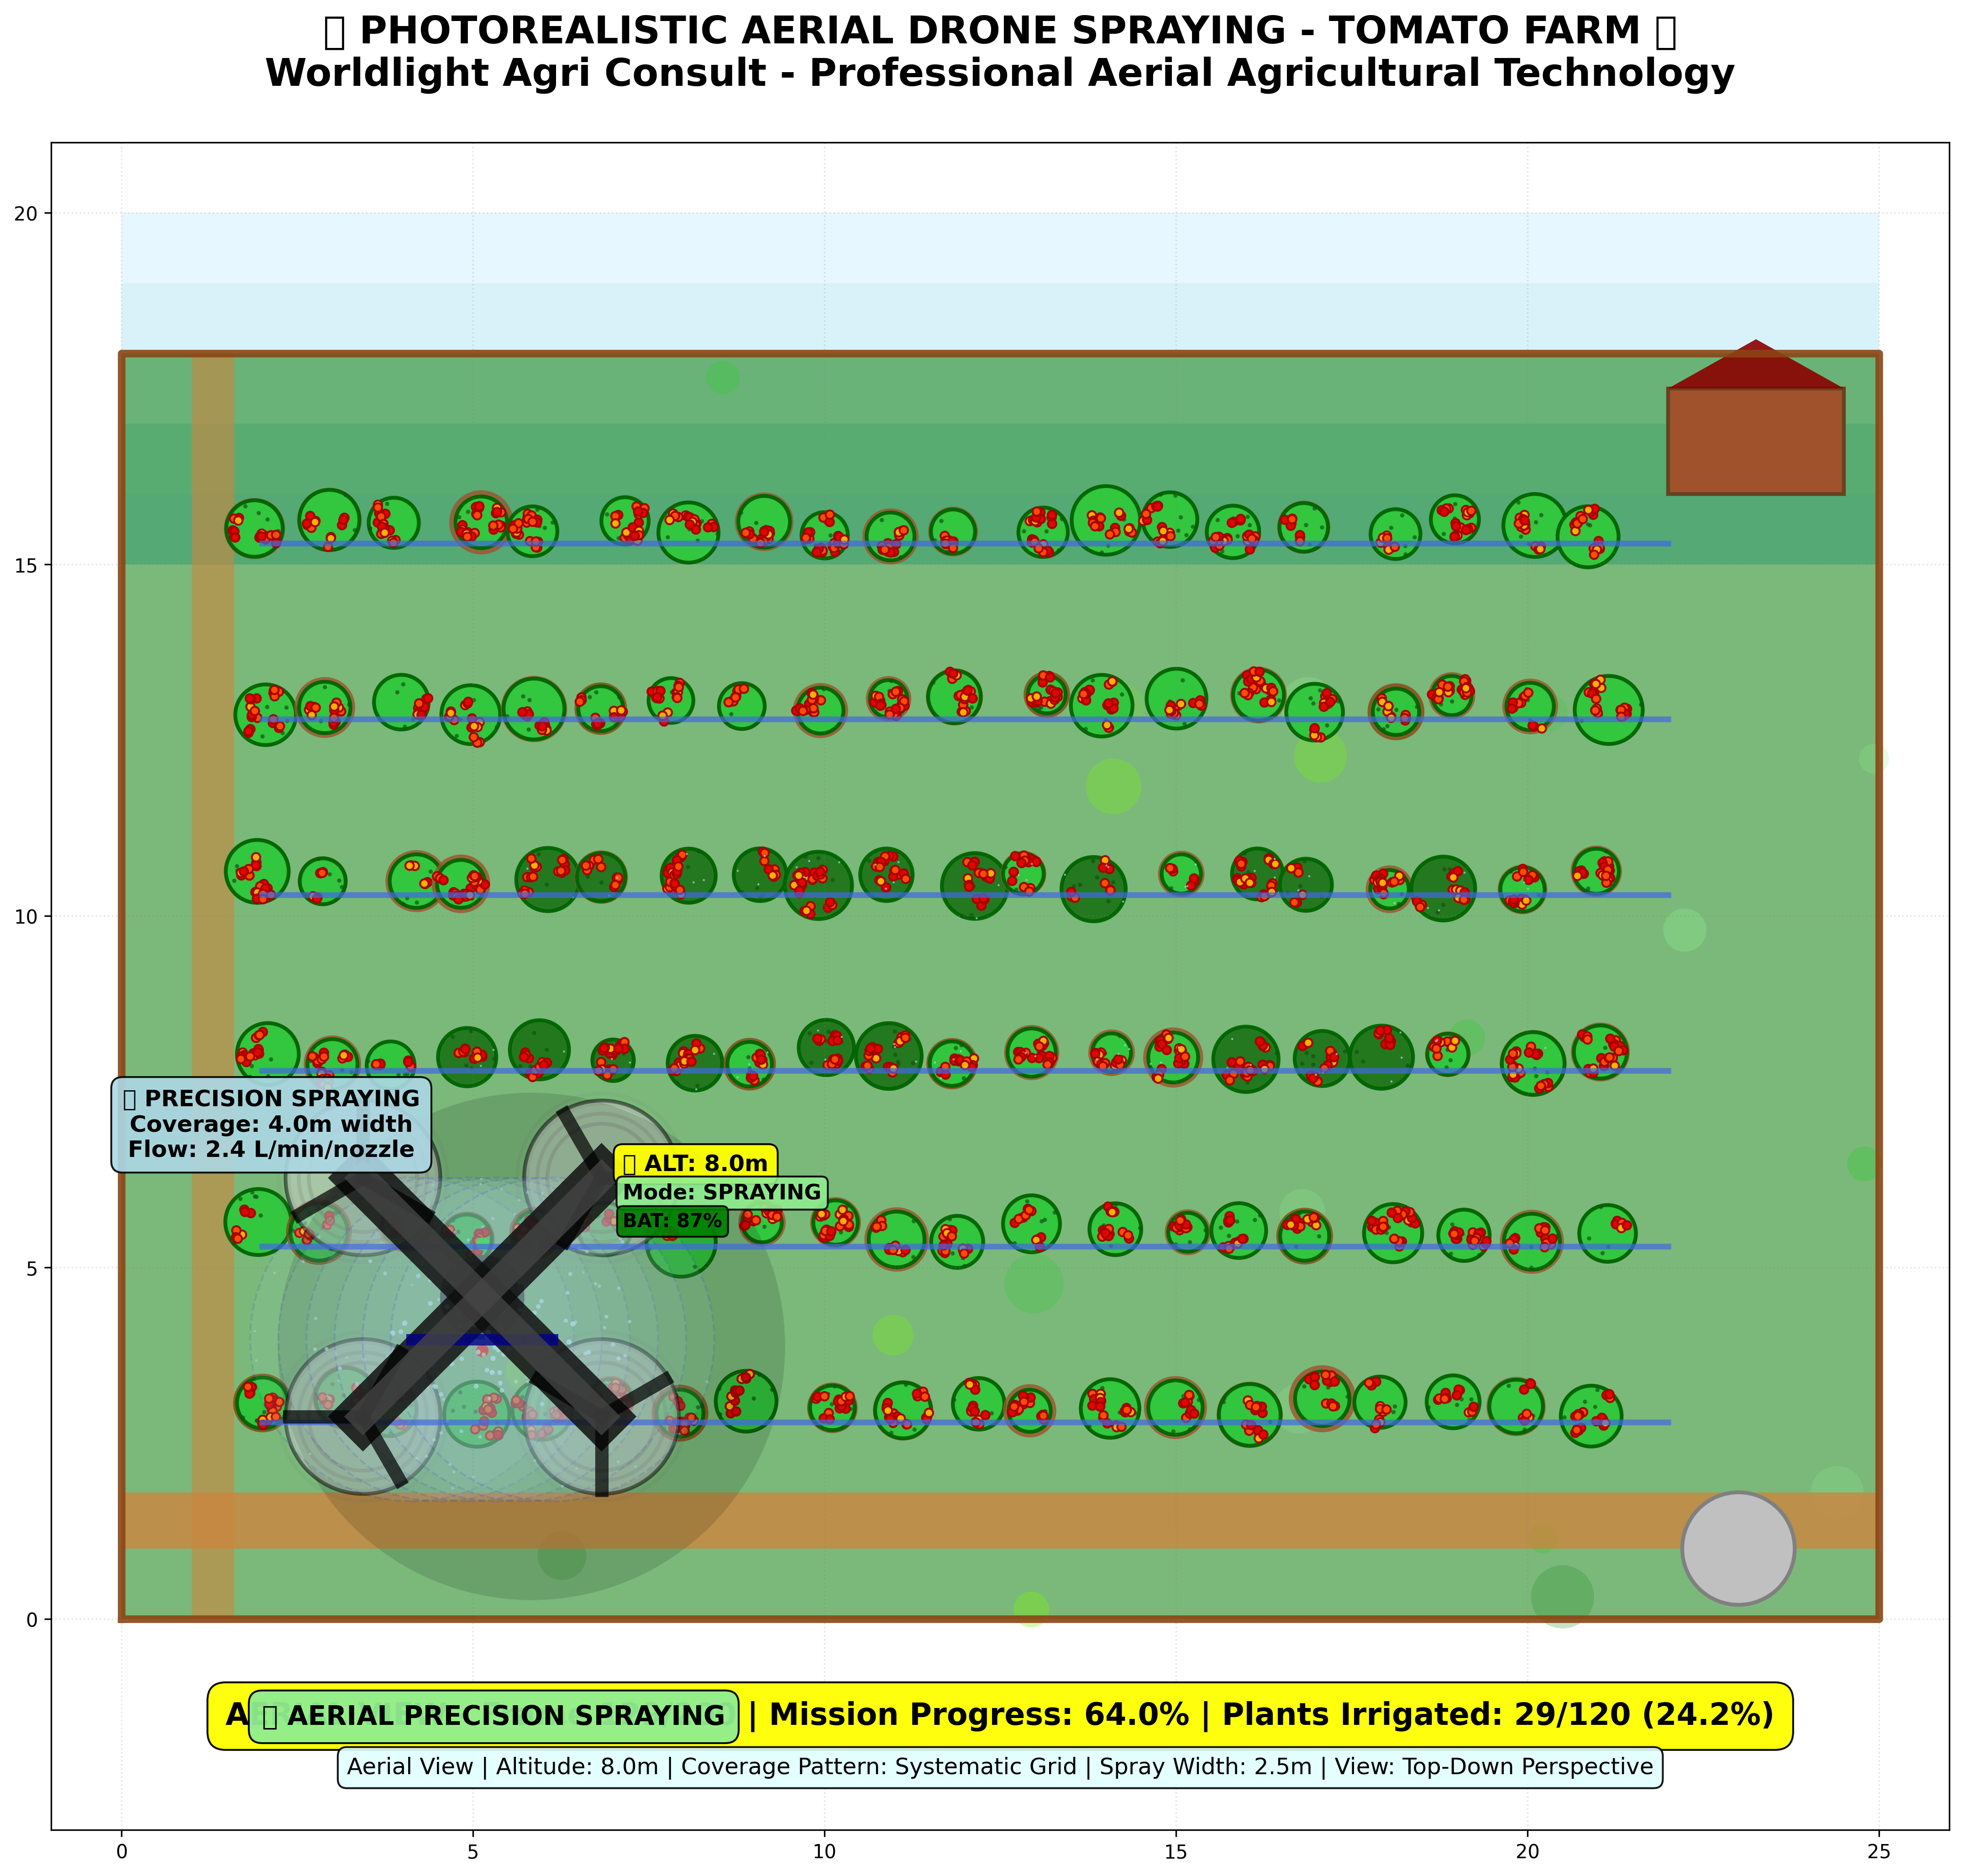 ▯ PHOTOREALISTIC AERIAL DRONE SPRAYING - TOMATO FARM ▯
Worldlight Agri Consult - Professional Aerial Agricultural Technology
20
15
10
5
0
▯ PRECISION SPRAYING
Coverage: 4.0m width
Flow: 2.4 L/min/nozzle
▯ ALT: 8.0m
Mode: SPRAYING
BAT: 87%
▯ AERIAL PRECISION SPRAYING
| Mission Progress: 64.0% | Plants Irrigated: 29/120 (24.2%)
Aerial View | Altitude: 8.0m | Coverage Pattern: Systematic Grid | Spray Width: 2.5m | View: Top-Down Perspective
0 5 10 15 20 25